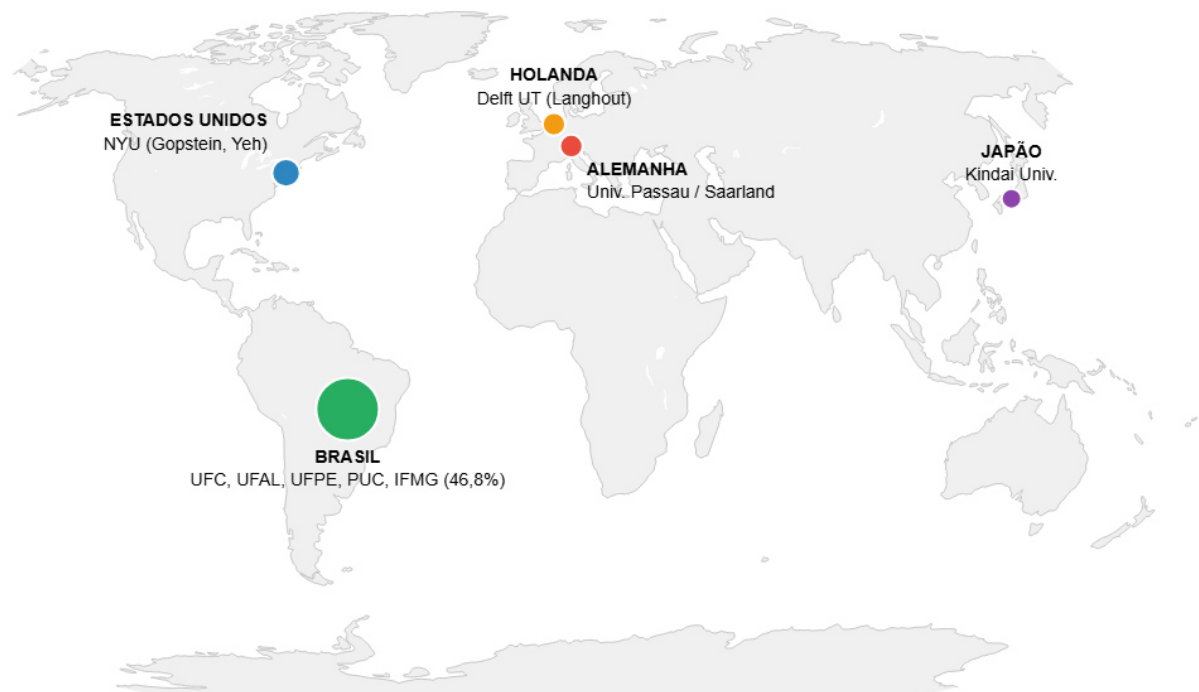 HOLANDA
Delft UT (Langhout)
ESTADOS UNIDOS
NYU (Gopstein, Yeh)
JAPÃO
Kindai Univ.
ALEMANHA
Univ. Passau / Saarland
BRASIL
UFC, UFAL, UFPE, PUC, IFMG (46,8%)